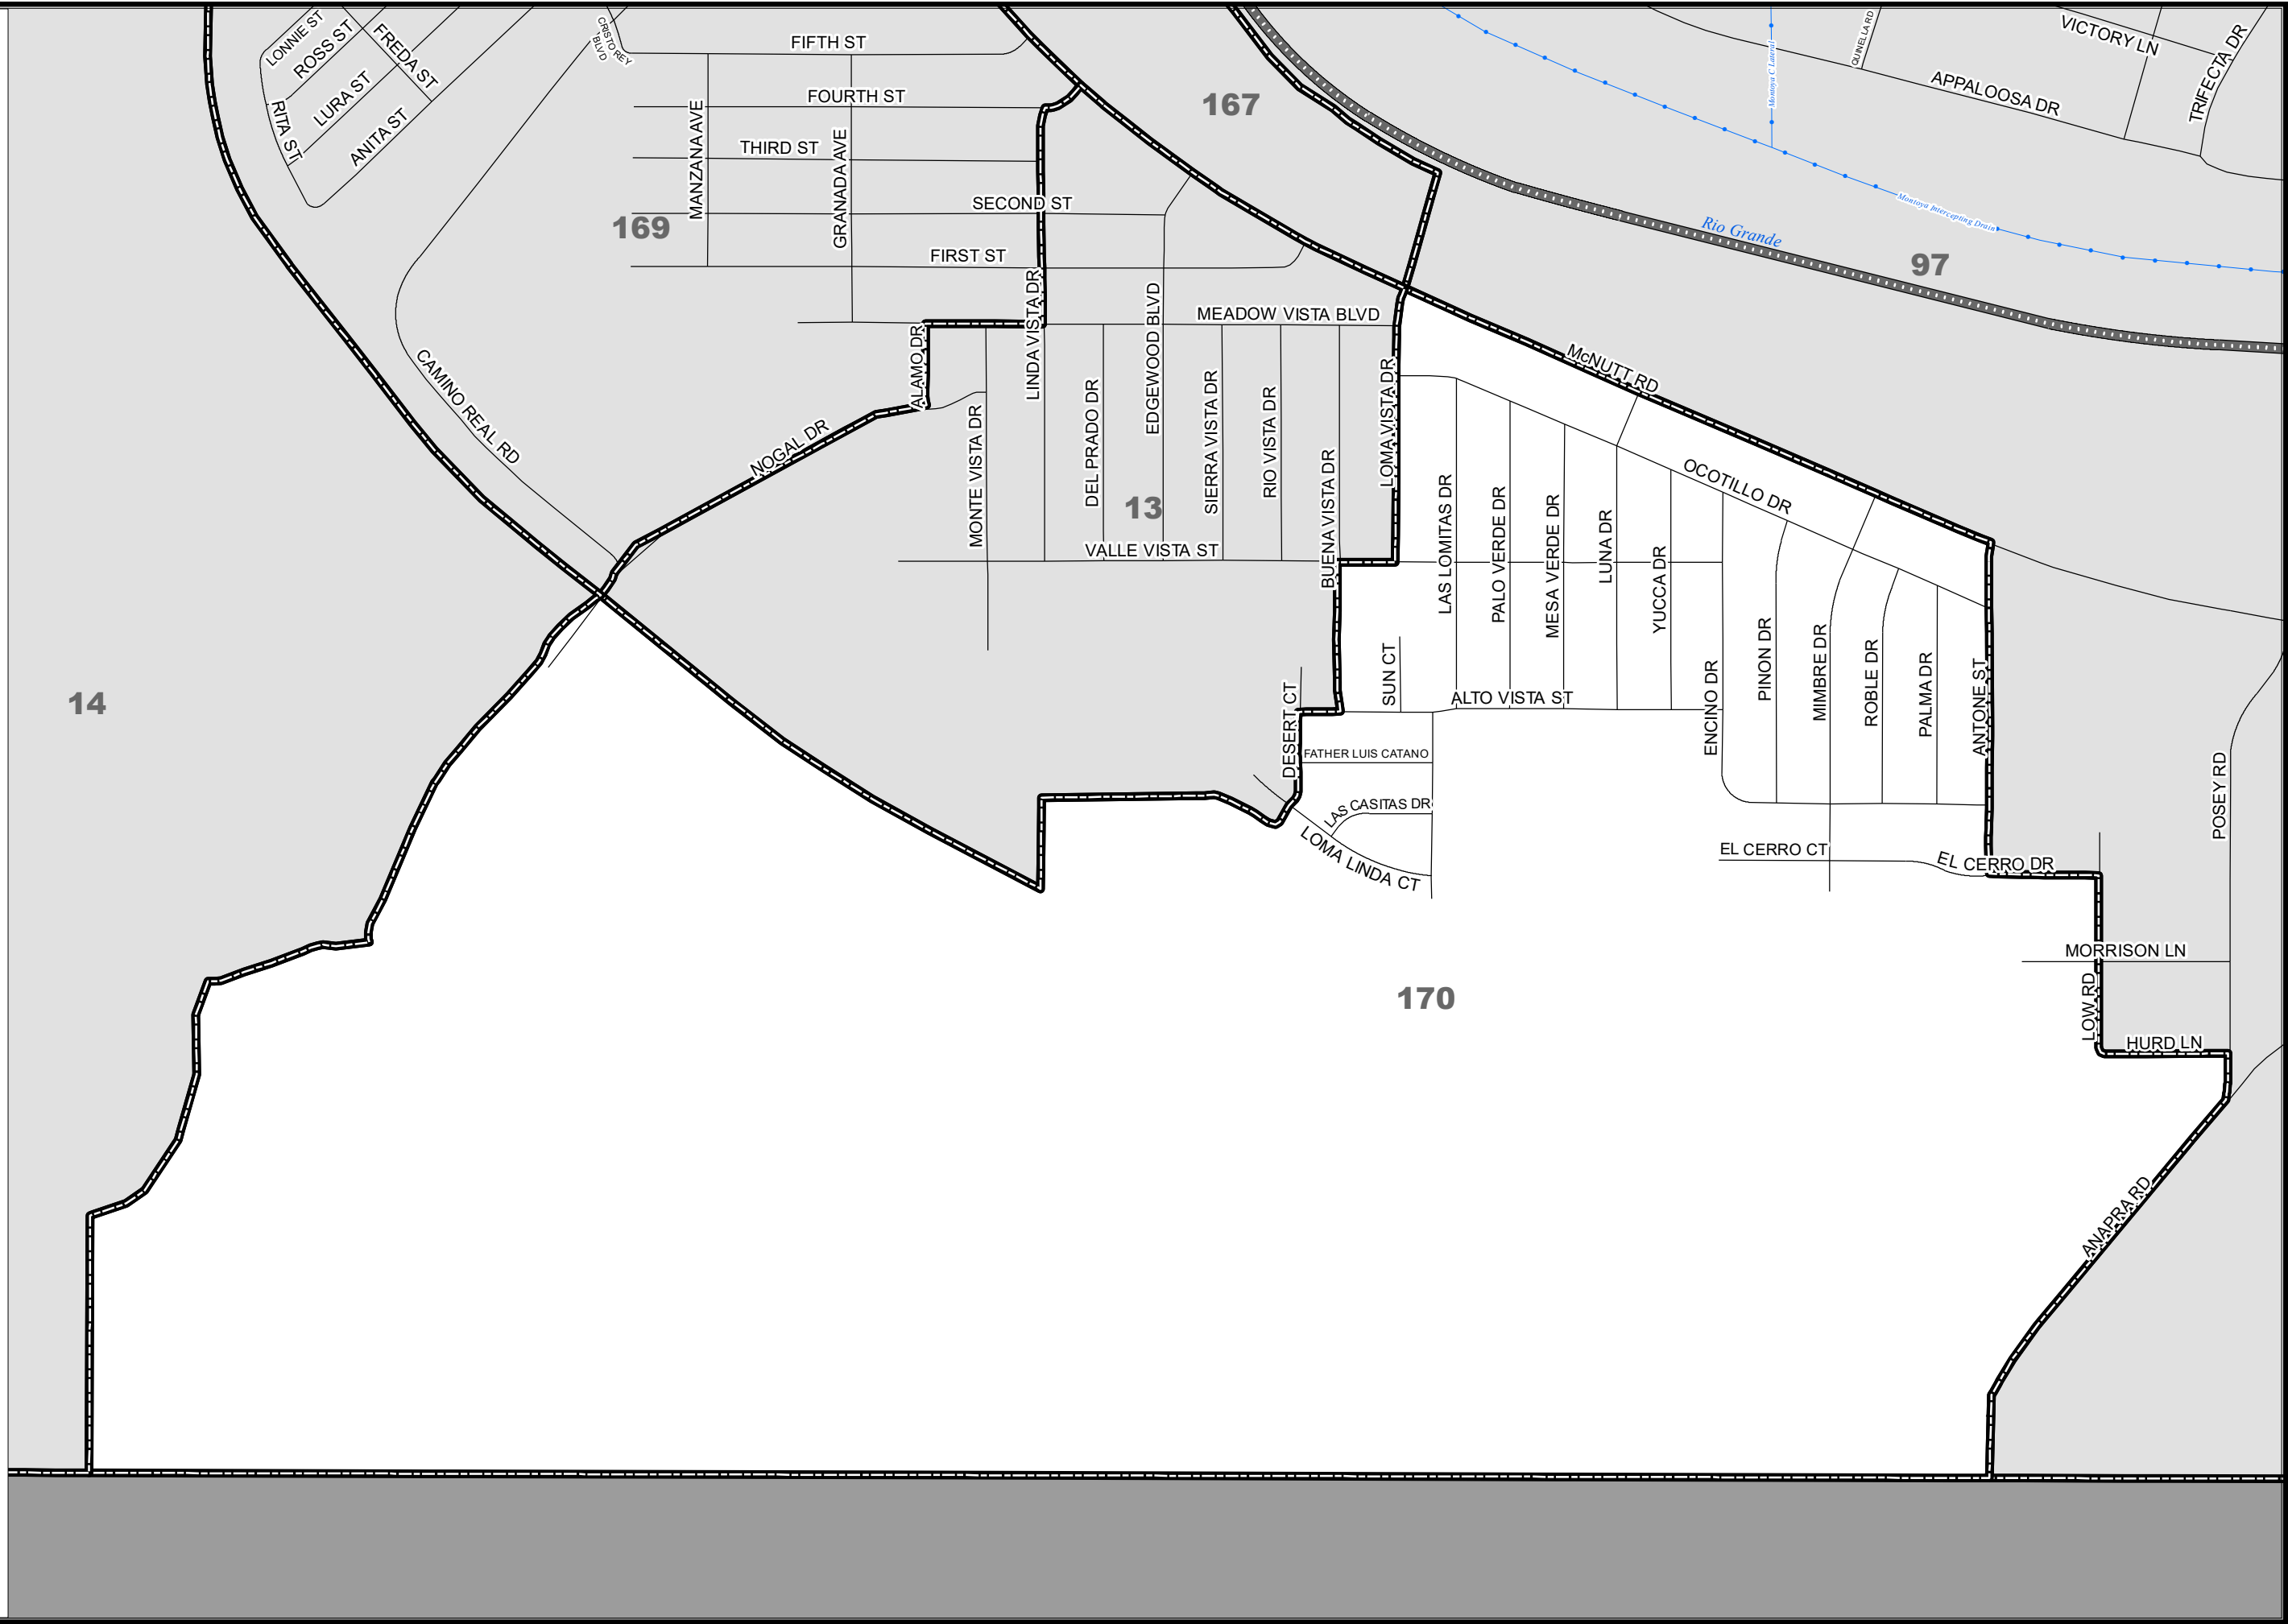 LONNIE ST
ROSS ST
FREDA ST
LURA ST
RITA ST
ANITA ST
CRISTO REY
BLVD
FIFTH ST
FOURTH ST
MANZANA AVE
THIRD ST
GRANADA AVE
SECOND ST
169
FIRST ST
167
Montoya C Lateral
QUINELLA RD
VICTORY LN
APPALOOSA DR
TRIFECTA DR
Montoya Intercepting Drain
Rio Grande
97
LINDA VISTA DR
EDGEWOOD BLVD
MEADOW VISTA BLVD
ALAMO DR
CAMINO REAL RD
NOGAL DR
MONTE VISTA DR
DEL PRADO DR
SIERRA VISTA DR
RIO VISTA DR
BUENA VISTA DR
LOMA VISTA DR
McNUTT RD
13
VALLE VISTA ST
OCOTILLO DR
LAS LOMITAS DR
PALO VERDE DR
MESA VERDE DR
LUNA DR
YUCCA DR
ENCINO DR
PINON DR
MIMBRE DR
ROBLE DR
PALMA DR
ANTONE ST
14
SUN CT
ALTO VISTA ST
DESERT CT
FATHER LUIS CATANO
LAS CASITAS DR
LOMA LINDA CT
EL CERRO CT
EL CERRO DR
POSEY RD
MORRISON LN
LOW RD
170
HURD LN
ANAPRA RD